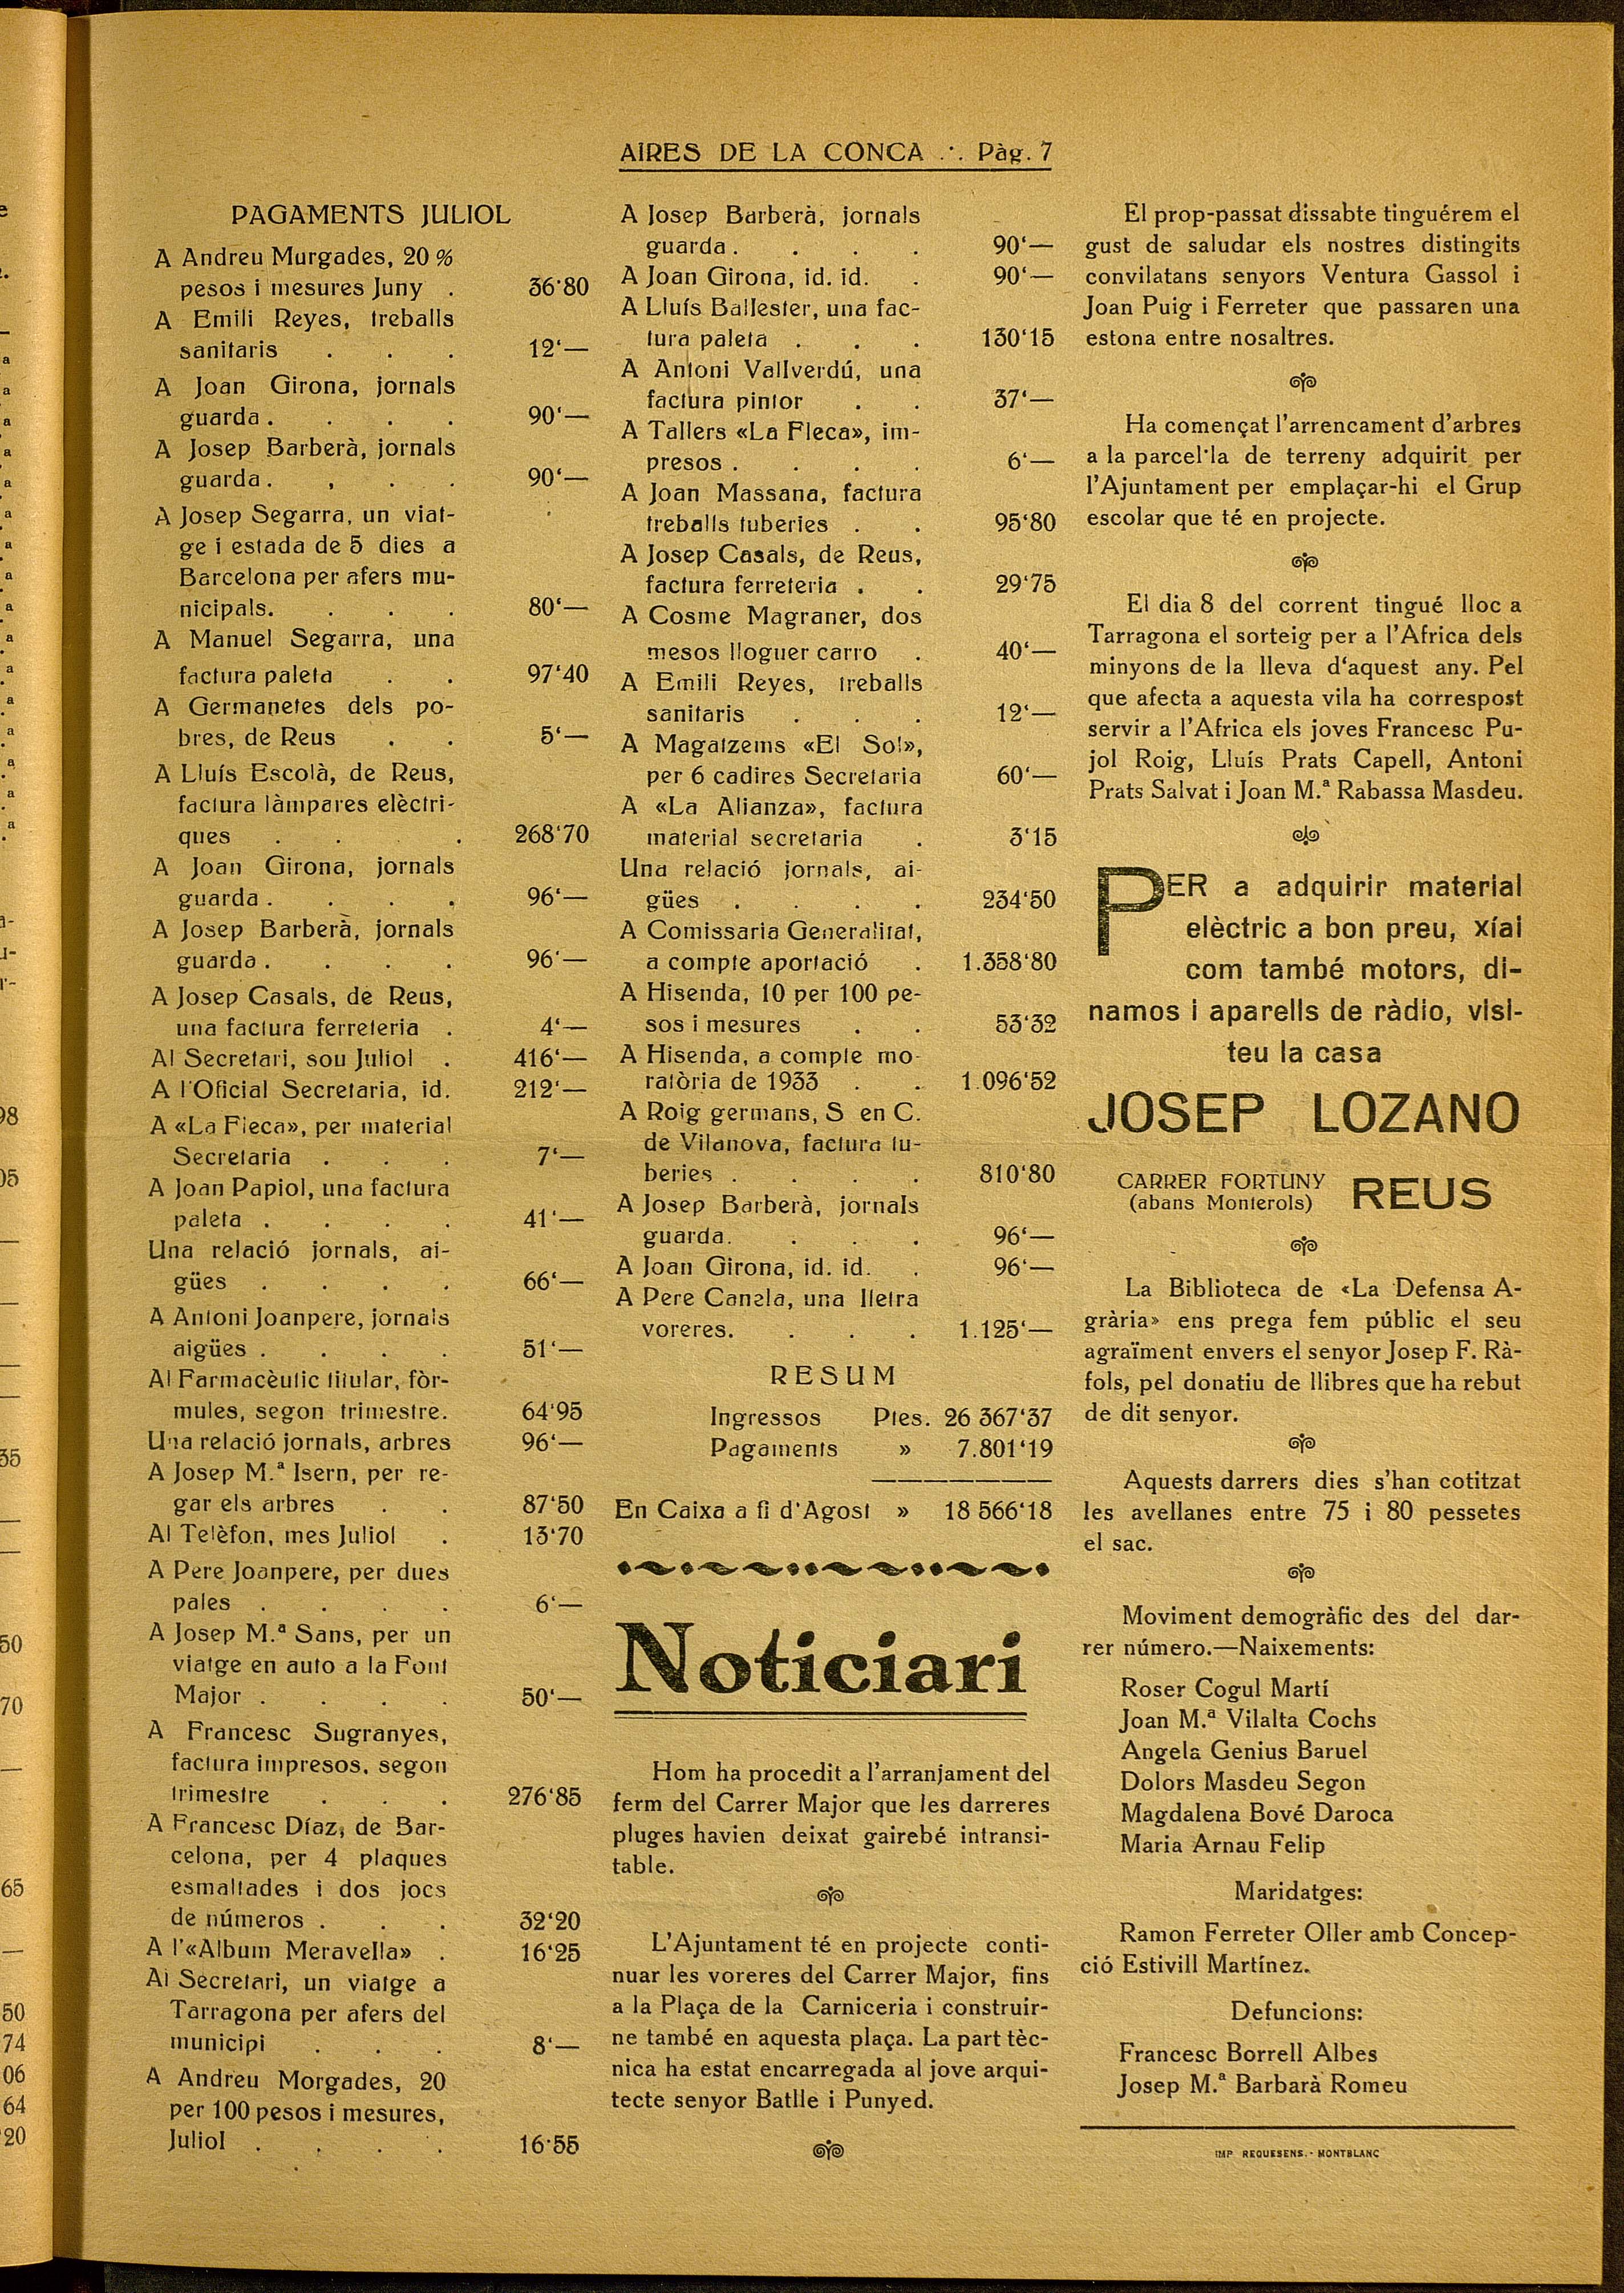 AIRES DE LA CONCA ∴ Pàg. 7
PAGAMENTS JULIOL
A Andreu Murgades, 20 %
pesos i mesures Juny . 36'80
A Emili Reyes, treballs
sanitaris . . . 12'—
A Joan Girona, jornals
guarda . . . . 90'—
A Josep Barberà, jornals
guarda . , . . 90'—
A Josep Segarra, un viat-
ge i estada de 5 dies a
Barcelona per afers mu-
nicipals. . . . 80'—
A Manuel Segarra, una
factura paleta . . 97'40
A Germanetes dels po-
bres, de Reus . . 5'—
A Lluís Escolà, de Reus,
factura làmpares elèctri-
ques . . . . 268'70
A Joan Girona, jornals
guarda . . . . 96'—
A Josep Barberà, jornals
guarda . . . . 96'—
A Josep Casals, de Reus,
una factura ferreteria . 4'—
Al Secretari, sou Juliol . 416'—
A l'Oficial Secretaria, id. 212'—
A «La Fleca», per material
Secretaria . . . 7'—
A Joan Papiol, una factura
paleta . . . . 41'—
Una relació jornals, ai-
gües . . . . 66'—
A Antoni Joanpere, jornals
aigües . . . . 51'—
Al Farmacèutic titular, fòr-
mules, segon trimestre. 64'95
Una relació jornals, arbres 96'—
A Josep M.ª Isern, per re-
gar els arbres . . 87'50
Al Telèfon, mes Juliol . 13'70
A Pere Joanpere, per dues
pales . . . . 6'—
A Josep M.ª Sans, per un
viatge en auto a la Font
Major . . . . 50'—
A Francesc Sugranyes,
factura impresos, segon
trimestre . . . 276'85
A Francesc Díaz, de Bar-
celona, per 4 plaques
esmaltades i dos jocs
de números . . . 32'20
A l'«Album Meravella» . 16'25
Al Secretari, un viatge a
Tarragona per afers del
municipi . . . 8'—
A Andreu Morgades, 20
per 100 pesos i mesures,
Juliol . . . . 16'55
A Josep Barberà, jornals
guarda . . . . 90'—
A Joan Girona, id. id. . 90'—
A Lluís Ballester, una fac-
tura paleta . . . 130'15
A Antoni Vallverdú, una
factura pintor . . 37'—
A Tallers «La Fleca», im-
presos . . . . 6'—
A Joan Massana, factura
treballs tuberies . . 95'80
A Josep Casals, de Reus,
factura ferreteria . . 29'75
A Cosme Magraner, dos
mesos lloguer carro . 40'—
A Emili Reyes, treballs
sanitaris . . . 12'—
A Magatzems «El Sol»,
per 6 cadires Secretaria 60'—
A «La Alianza», factura
material secretaria . 3'15
Una relació jornals, ai-
gües . . . . 234'50
A Comissaria Generalitat,
a compte aportació . 1.358'80
A Hisenda, 10 per 100 pe-
sos i mesures . . 53'32
A Hisenda, a compte mo-
ratòria de 1933 . . 1.096'52
A Roig germans, S en C.
de Vilanova, factura tu-
beries . . . . 810'80
A Josep Barberà, jornals
guarda. . . . 96'—
A Joan Girona, id. id. . 96'—
A Pere Canela, una lletra
voreres. . . . 1.125'—
RESUM
Ingressos Ptes. 26 367'37
Pagaments » 7.801'19
En Caixa a fi d'Agost » 18 566'18
Noticiari
Hom ha procedit a l'arranjament del
ferm del Carrer Major que les darreres
pluges havien deixat gairebé intransi-
table.
L'Ajuntament té en projecte conti-
nuar les voreres del Carrer Major, fins
a la Plaça de la Carniceria i construir-
ne també en aquesta plaça. La part tèc-
nica ha estat encarregada al jove arqui-
tecte senyor Batlle i Punyed.
El prop-passat dissabte tinguérem el
gust de saludar els nostres distingits
convilatans senyors Ventura Gassol i
Joan Puig i Ferreter que passaren una
estona entre nosaltres.
Ha començat l'arrencament d'arbres
a la parcel·la de terreny adquirit per
l'Ajuntament per emplaçar-hi el Grup
escolar que té en projecte.
El dia 8 del corrent tingué lloc a
Tarragona el sorteig per a l'Africa dels
minyons de la lleva d'aquest any. Pel
que afecta a aquesta vila ha correspost
servir a l'Africa els joves Francesc Pu-
jol Roig, Lluís Prats Capell, Antoni
Prats Salvat i Joan M.ª Rabassa Masdeu.
PER a adquirir material
elèctric a bon preu, xíai
com també motors, di-
namos i aparells de ràdio, visi-
teu la casa
JOSEP LOZANO
CARRER FORTUNY
(abans Monterols) REUS
La Biblioteca de «La Defensa A-
grària» ens prega fem públic el seu
agraïment envers el senyor Josep F. Rà-
fols, pel donatiu de llibres que ha rebut
de dit senyor.
Aquests darrers dies s'han cotitzat
les avellanes entre 75 i 80 pessetes
el sac.
Moviment demogràfic des del dar-
rer número.—Naixements:
Roser Cogul Martí
Joan M.ª Vilalta Cochs
Angela Genius Baruel
Dolors Masdeu Segon
Magdalena Bové Daroca
Maria Arnau Felip
Maridatges:
Ramon Ferreter Oller amb Concep-
ció Estivill Martínez.
Defuncions:
Francesc Borrell Albes
Josep M.ª Barbarà Romeu
IMP REQUESENS.- MONTBLANC